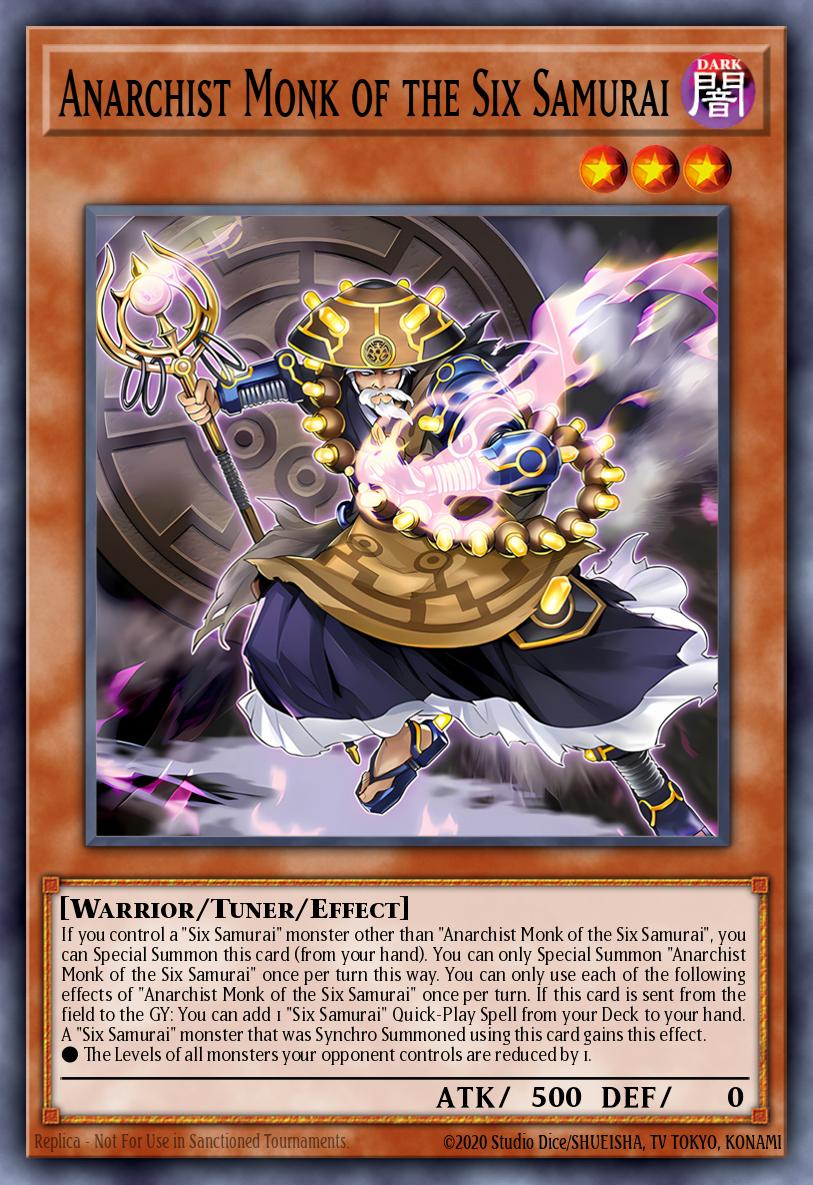 Anarchist Monk of the Six Samurai
DARK
闇
[Warrior/Tuner/Effect]
If you control a "Six Samurai" monster other than "Anarchist Monk of the Six Samurai", you
can Special Summon this card (from your hand). You can only Special Summon "Anarchist
Monk of the Six Samurai" once per turn this way. You can only use each of the following
effects of "Anarchist Monk of the Six Samurai" once per turn. If this card is sent from the
field to the GY: You can add 1 "Six Samurai" Quick-Play Spell from your Deck to your hand.
A "Six Samurai" monster that was Synchro Summoned using this card gains this effect.
● The Levels of all monsters your opponent controls are reduced by 1.
ATK/ 500 DEF/ 0
Replica - Not For Use in Sanctioned Tournaments.
©2020 Studio Dice/SHUEISHA, TV TOKYO, KONAMI